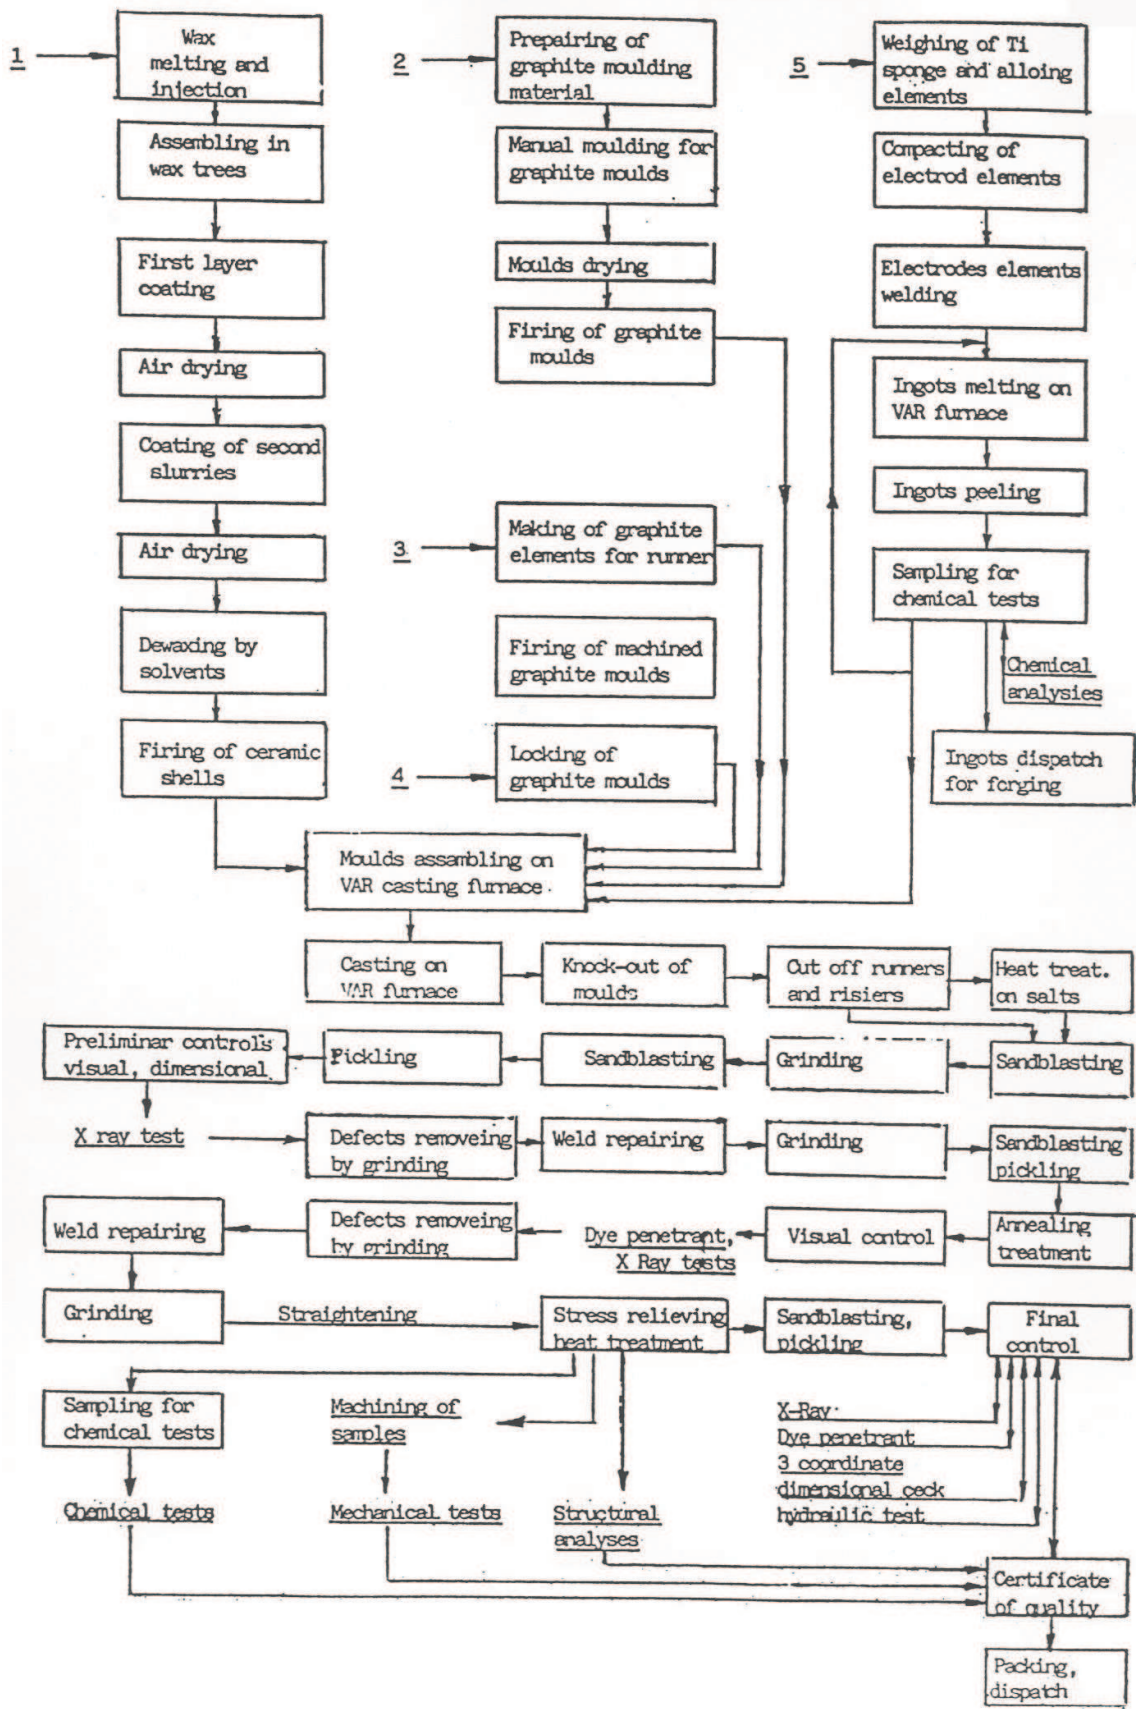 1
Wax
melting and
injection
Assembling in
wax trees
First layer
coating
Air drying
Coating of second
slurries
Air drying
Dewaxing by
solvents
Firing of ceramic
shells
2
Prepairing of
graphite moulding
material
Manual moulding for
graphite moulds
Moulds drying
Firing of graphite
moulds
3
Making of graphite
elements for runner
Firing of machined
graphite moulds
4
Locking of
graphite moulds
5
Weighing of Ti
sponge and alloing
elements
Compacting of
electrod elements
Electrodes elements
welding
Ingots melting on
VAR furnace
Ingots peeling
Sampling for
chemical tests
Chemical
analysies
Ingots dispatch
for forging
Moulds assambling on
VAR casting furnace
Casting on
VAR furnace
Knock-out of
moulds
Cut off runners
and risiers
Heat treat.
on salts
Preliminar controls
visual, dimensional
Pickling
Sandblasting
Grinding
Sandblasting
X ray test
Defects removeing
by grinding
Weld repairing
Grinding
Sandblasting
pickling
Weld repairing
Defects removeing
by grinding
Dye penetrant,
X Ray tests
Visual control
Annealing
treatment
Grinding
Straightening
Stress relieving
heat treatment
Sandblasting,
pickling
Final
control
Sampling for
chemical tests
Machining of
samples
X-Ray
Dye penetrant
3 coordinate
dimensional ceck
hydraulic test
Chemical tests
Mechanical tests
Structural
analyses
Certificate
of quality
Packing,
dispatch